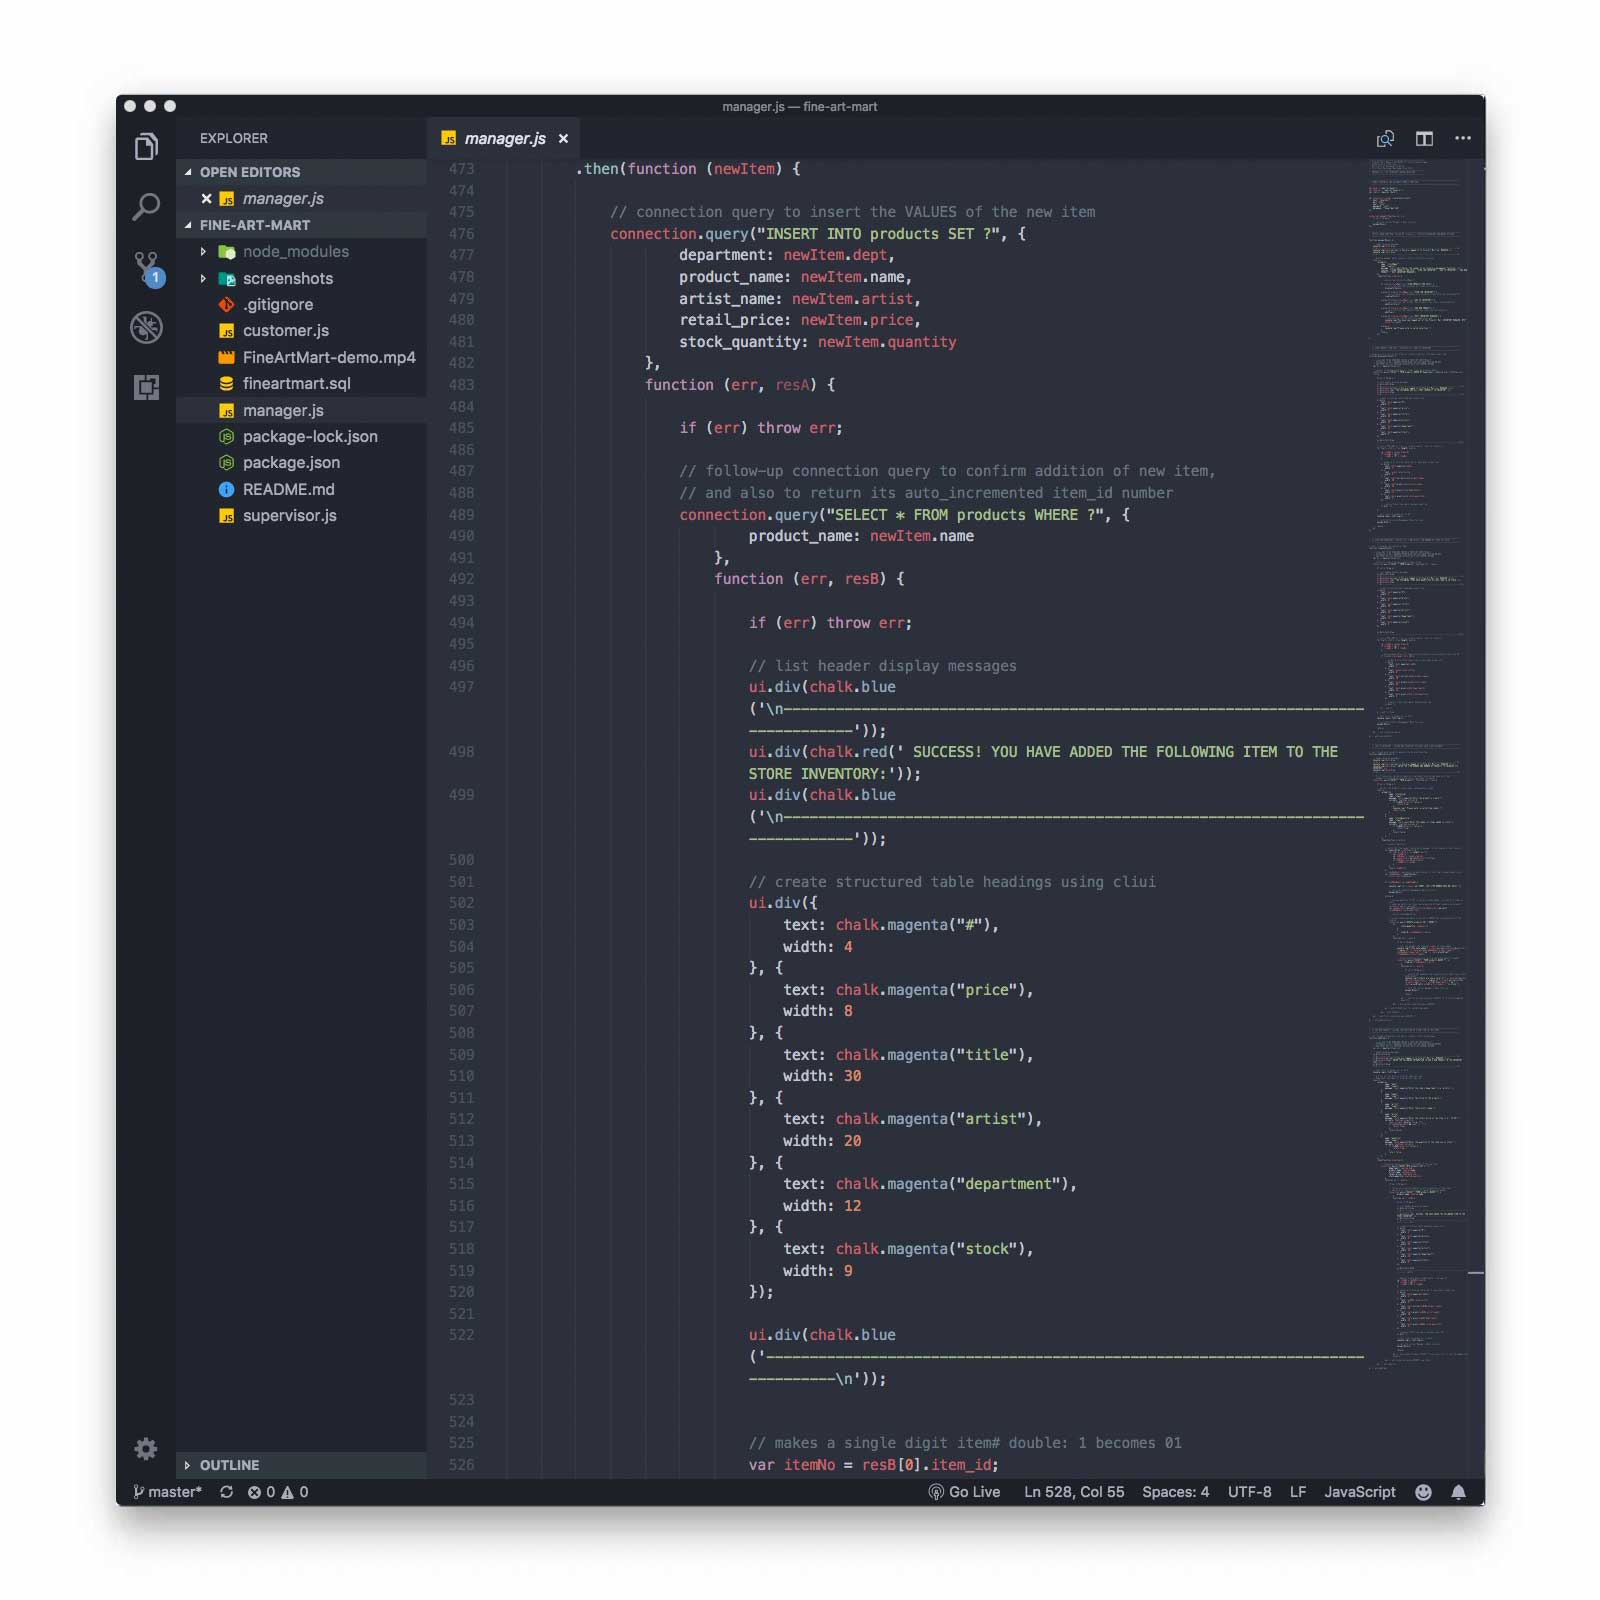 manager.js — fine-art-mart
EXPLORER
OPEN EDITORS
manager.js
FINE-ART-MART
node_modules
screenshots
.gitignore
customer.js
FineArtMart-demo.mp4
fineartmart.sql
manager.js
package-lock.json
package.json
README.md
supervisor.js
OUTLINE
1
JS manager.js
473 .then(function (newItem) {
474
475 // connection query to insert the VALUES of the new item
476 connection.query("INSERT INTO products SET ?", {
477 department: newItem.dept,
478 product_name: newItem.name,
479 artist_name: newItem.artist,
480 retail_price: newItem.price,
481 stock_quantity: newItem.quantity
482 },
483 function (err, resA) {
484
485 if (err) throw err;
486
487 // follow-up connection query to confirm addition of new item,
488 // and also to return its auto_incremented item_id number
489 connection.query("SELECT * FROM products WHERE ?", {
490 product_name: newItem.name
491 },
492 function (err, resB) {
493
494 if (err) throw err;
495
496 // list header display messages
497 ui.div(chalk.blue
('\n-------------------------------------------------------------------
------------'));
498 ui.div(chalk.red(' SUCCESS! YOU HAVE ADDED THE FOLLOWING ITEM TO THE
STORE INVENTORY:'));
499 ui.div(chalk.blue
('\n-------------------------------------------------------------------
------------'));
500
501 // create structured table headings using cliui
502 ui.div({
503 text: chalk.magenta("#"),
504 width: 4
505 }, {
506 text: chalk.magenta("price"),
507 width: 8
508 }, {
509 text: chalk.magenta("title"),
510 width: 30
511 }, {
512 text: chalk.magenta("artist"),
513 width: 20
514 }, {
515 text: chalk.magenta("department"),
516 width: 12
517 }, {
518 text: chalk.magenta("stock"),
519 width: 9
520 });
521
522 ui.div(chalk.blue
('---------------------------------------------------------------------
----------\n'));
523
524
525 // makes a single digit item# double: 1 becomes 01
526 var itemNo = resB[0].item_id;
master* 0 0 Go Live Ln 528, Col 55 Spaces: 4 UTF-8 LF JavaScript